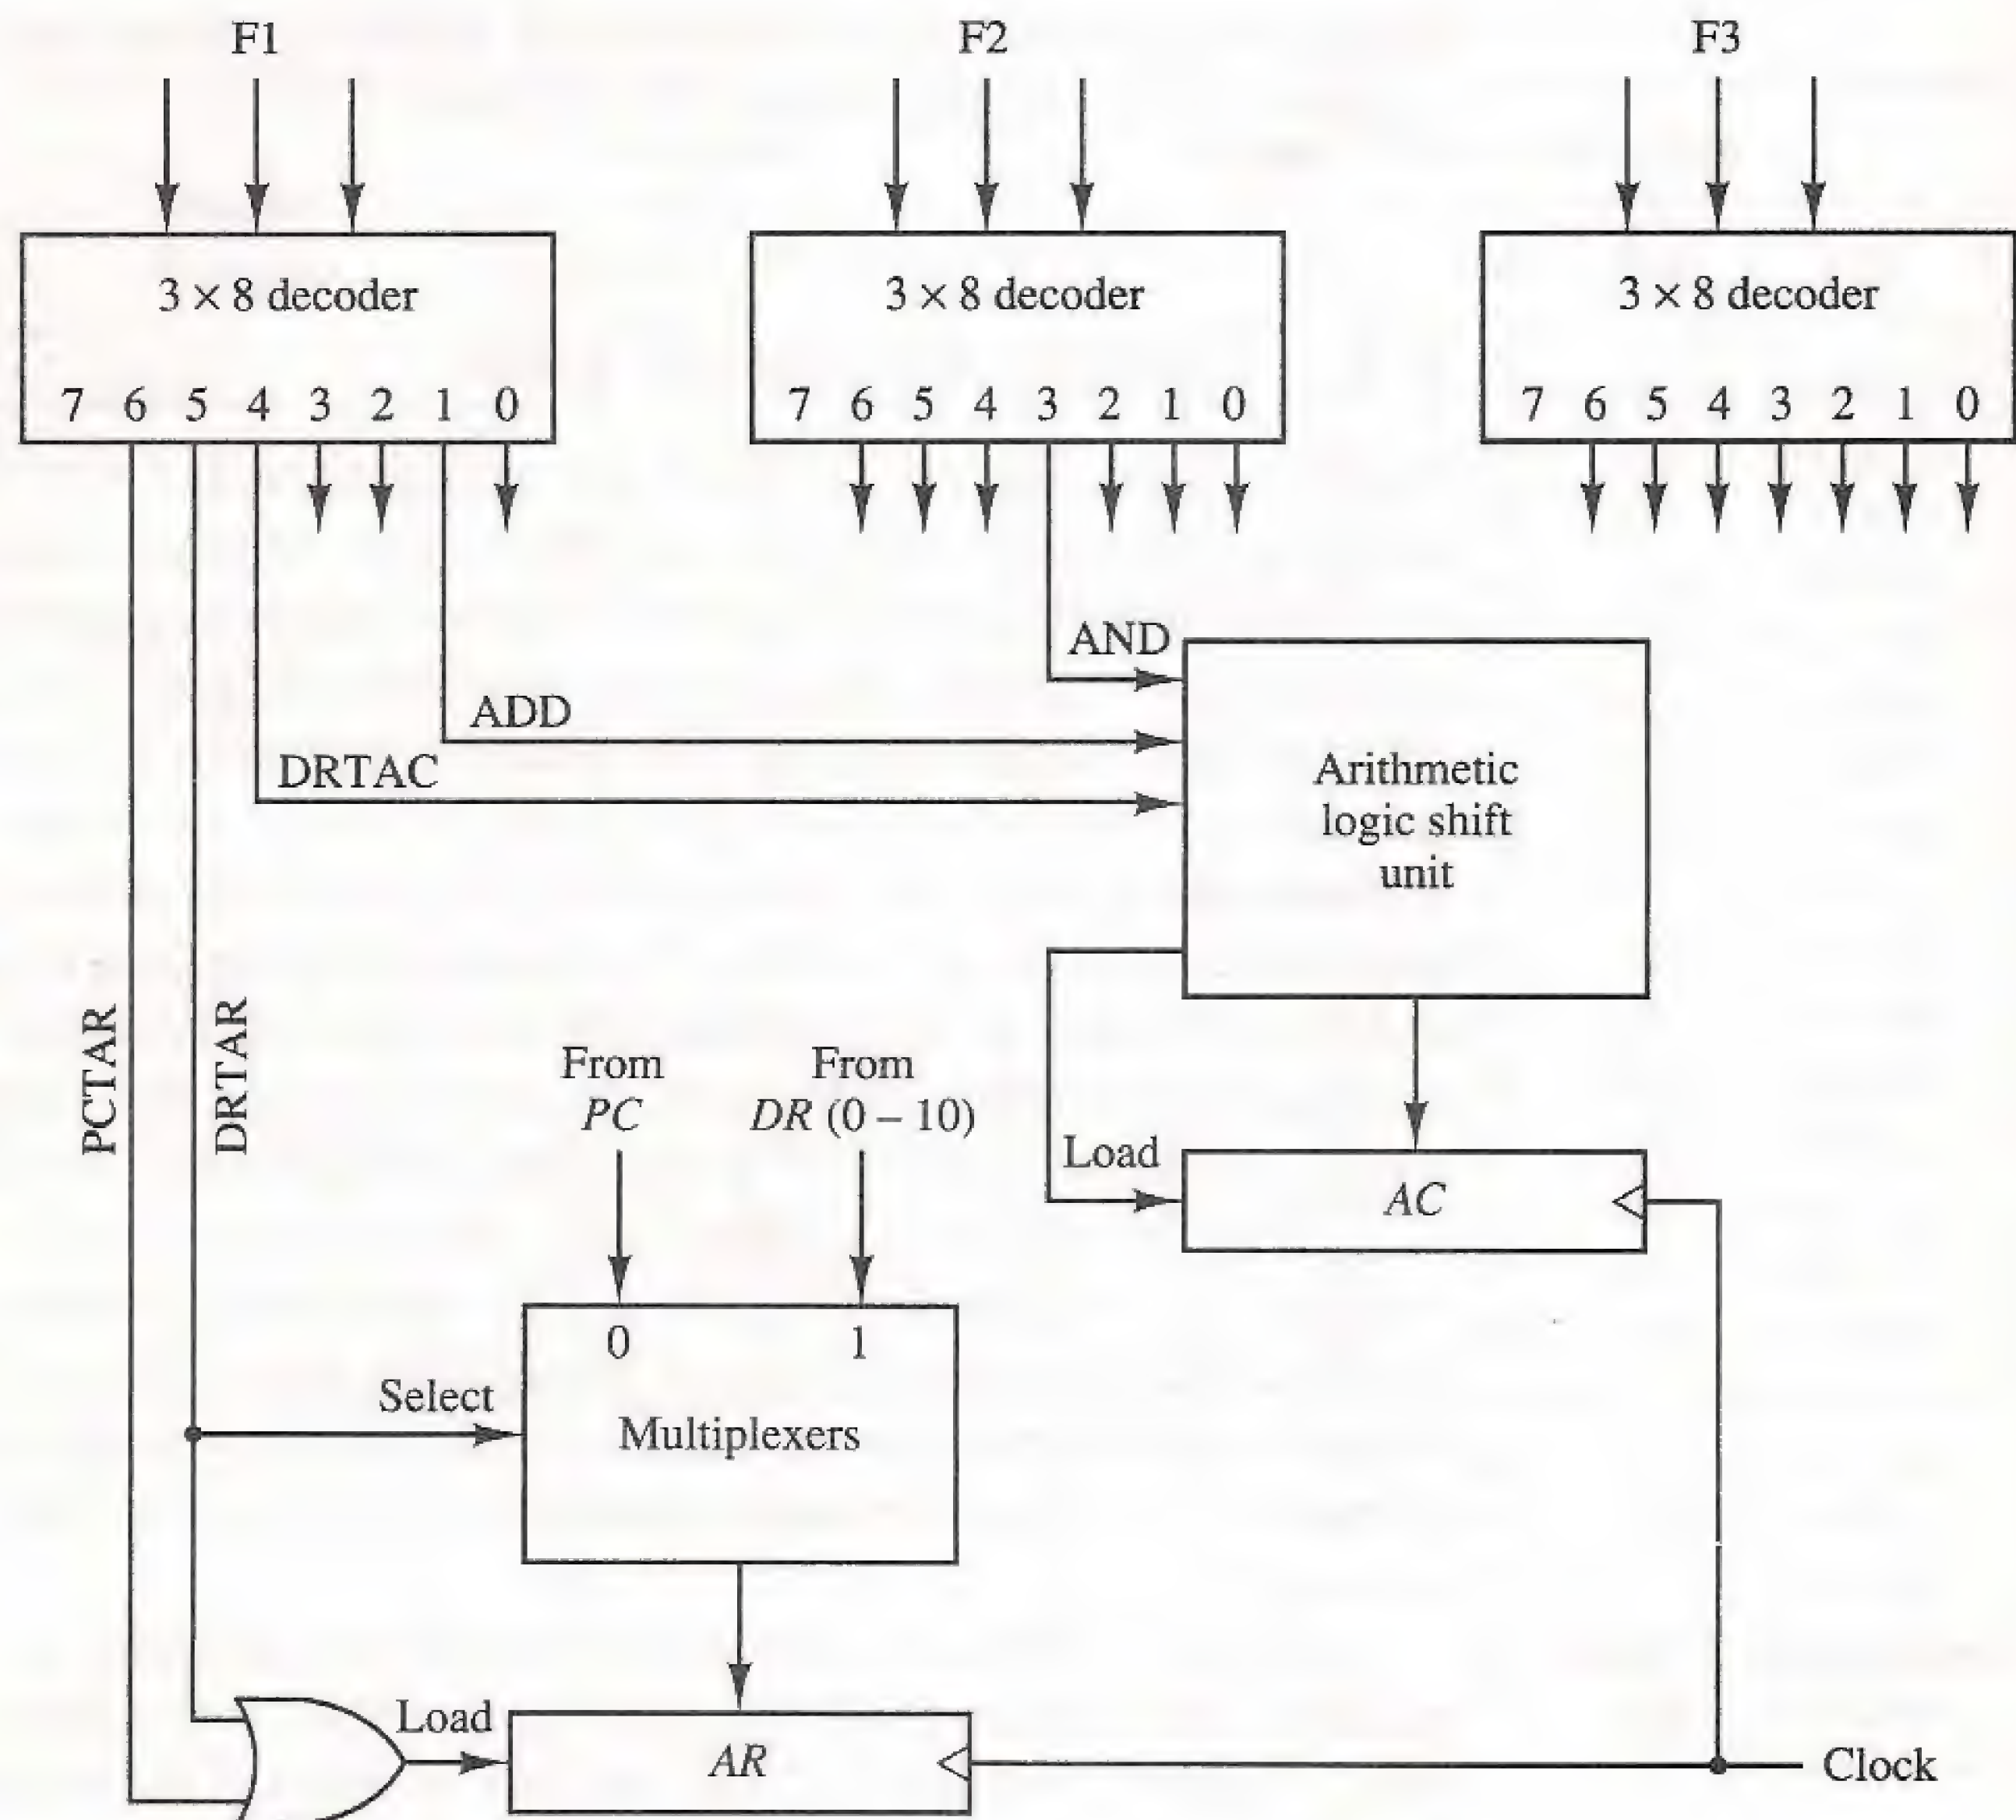 F1
F2
F3
3 × 8 decoder
7 6 5 4 3 2 1 0
3 × 8 decoder
7 6 5 4 3 2 1 0
3 × 8 decoder
7 6 5 4 3 2 1 0
AND
ADD
DRTAC
Arithmetic
logic shift
unit
PCTAR
DRTAR
From
PC
From
DR (0 – 10)
Load
AC
0
1
Select
Multiplexers
Load
AR
Clock